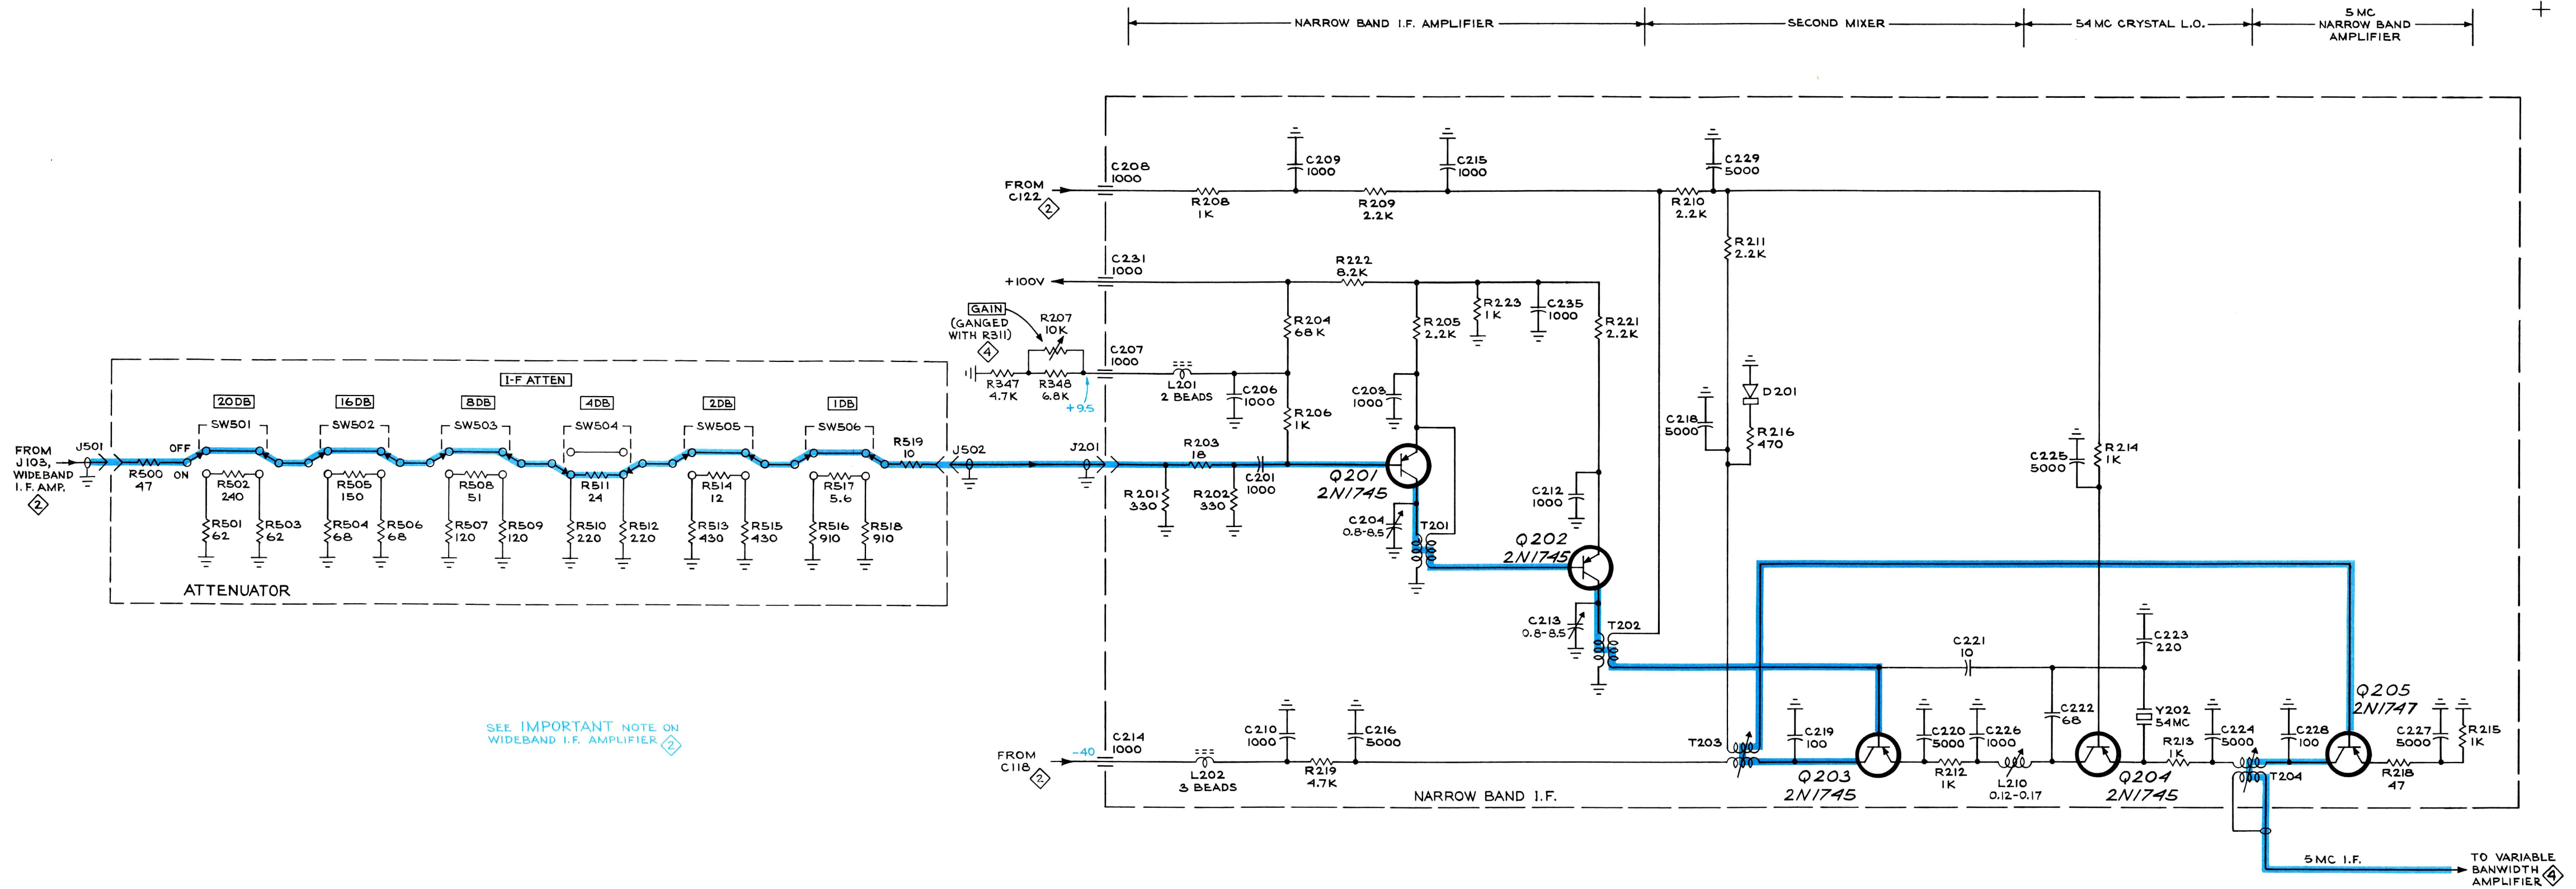 NARROW BAND I.F. AMPLIFIER
SECOND MIXER
54 MC CRYSTAL L.O.
5 MC
NARROW BAND
AMPLIFIER
FROM
C122
2
C208
1000
R208
1K
C209
1000
R209
2.2K
C215
1000
R210
2.2K
C229
5000
R211
2.2K
+100V
C231
1000
R222
8.2K
R204
68K
R205
2.2K
R223
1K
C235
1000
R221
2.2K
GAIN
(GANGED
WITH R311)
4
R207
10K
R347
4.7K
R348
6.8K
+9.5
C207
1000
L201
2 BEADS
C206
1000
R206
1K
C203
1000
D201
C218
5000
R216
470
C225
5000
R214
1K
I-F ATTEN
20DB
16DB
8DB
4DB
2DB
1DB
SW501
SW502
SW503
SW504
SW505
SW506
FROM
J103,
WIDEBAND
I.F. AMP.
2
J501
R500
47
OFF
ON
R502
240
R505
150
R508
51
R511
24
R514
12
R517
5.6
R519
10
J502
R501
62
R503
62
R504
68
R506
68
R507
120
R509
120
R510
220
R512
220
R513
430
R515
430
R516
910
R518
910
ATTENUATOR
J201
R203
18
R201
330
R202
330
C201
1000
Q201
2N1745
C204
0.8-8.5
T201
C212
1000
Q202
2N1745
C213
0.8-8.5
T202
C221
10
C223
220
SEE IMPORTANT NOTE ON
WIDEBAND I.F. AMPLIFIER 2
FROM
C118
2
-40
C214
1000
L202
3 BEADS
C210
1000
R219
4.7K
C216
5000
NARROW BAND I.F.
T203
C219
100
Q203
2N1745
C220
5000
R212
1K
C226
1000
L210
0.12-0.17
C222
68
Q204
2N1745
Y202
54MC
R213
1K
C224
5000
T204
C228
100
Q205
2N1747
R218
47
C227
5000
R215
1K
5 MC I.F.
TO VARIABLE
BANWIDTH
AMPLIFIER 4